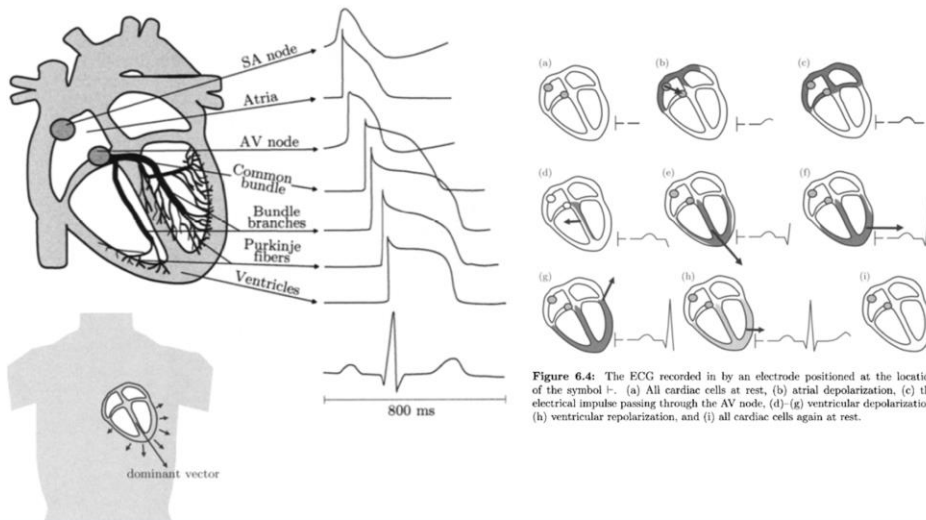 SA node
Atria
AV node
Common
bundle
Bundle
branches
Purkinje
fibers
Ventricles
800 ms
dominant vector
(a)
(b)
(c)
(d)
(e)
(f)
(g)
(h)
(i)
Figure 6.4: The ECG recorded in by an electrode positioned at the locatio
of the symbol ⊢. (a) All cardiac cells at rest, (b) atrial depolarization, (c) th
electrical impulse passing through the AV node, (d)–(g) ventricular depolarization
(h) ventricular repolarization, and (i) all cardiac cells again at rest.